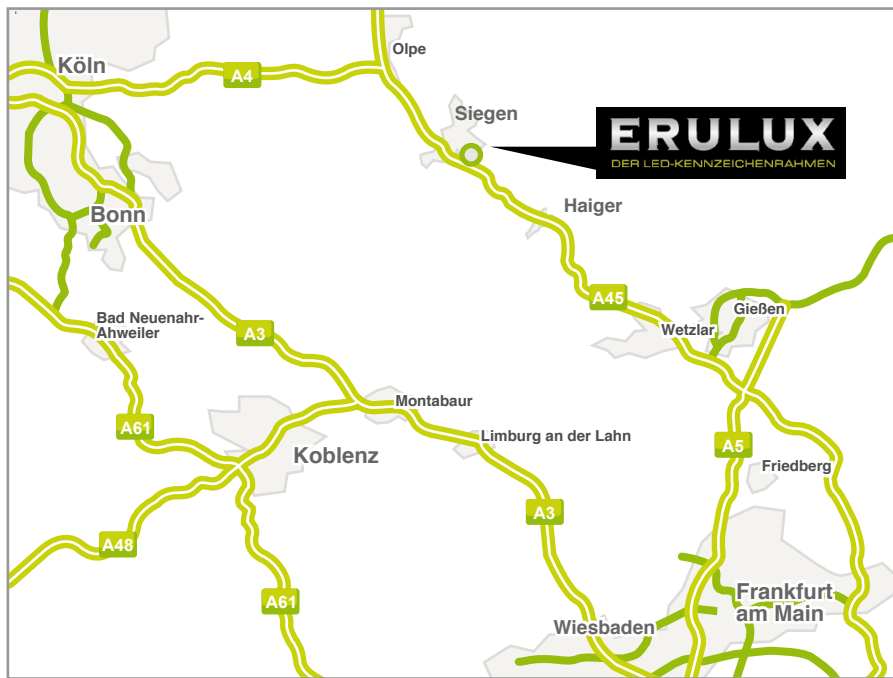 Olpe
Köln
A4
Siegen
ERULUX
DER LED-KENNZEICHENRAHMEN
Haiger
Bonn
A45
Gießen
Bad Neuenahr-
Ahweiler
A3
Wetzlar
Montabaur
A61
Limburg an der Lahn
A5
Koblenz
Friedberg
A3
A48
Frankfurt
am Main
A61
Wiesbaden